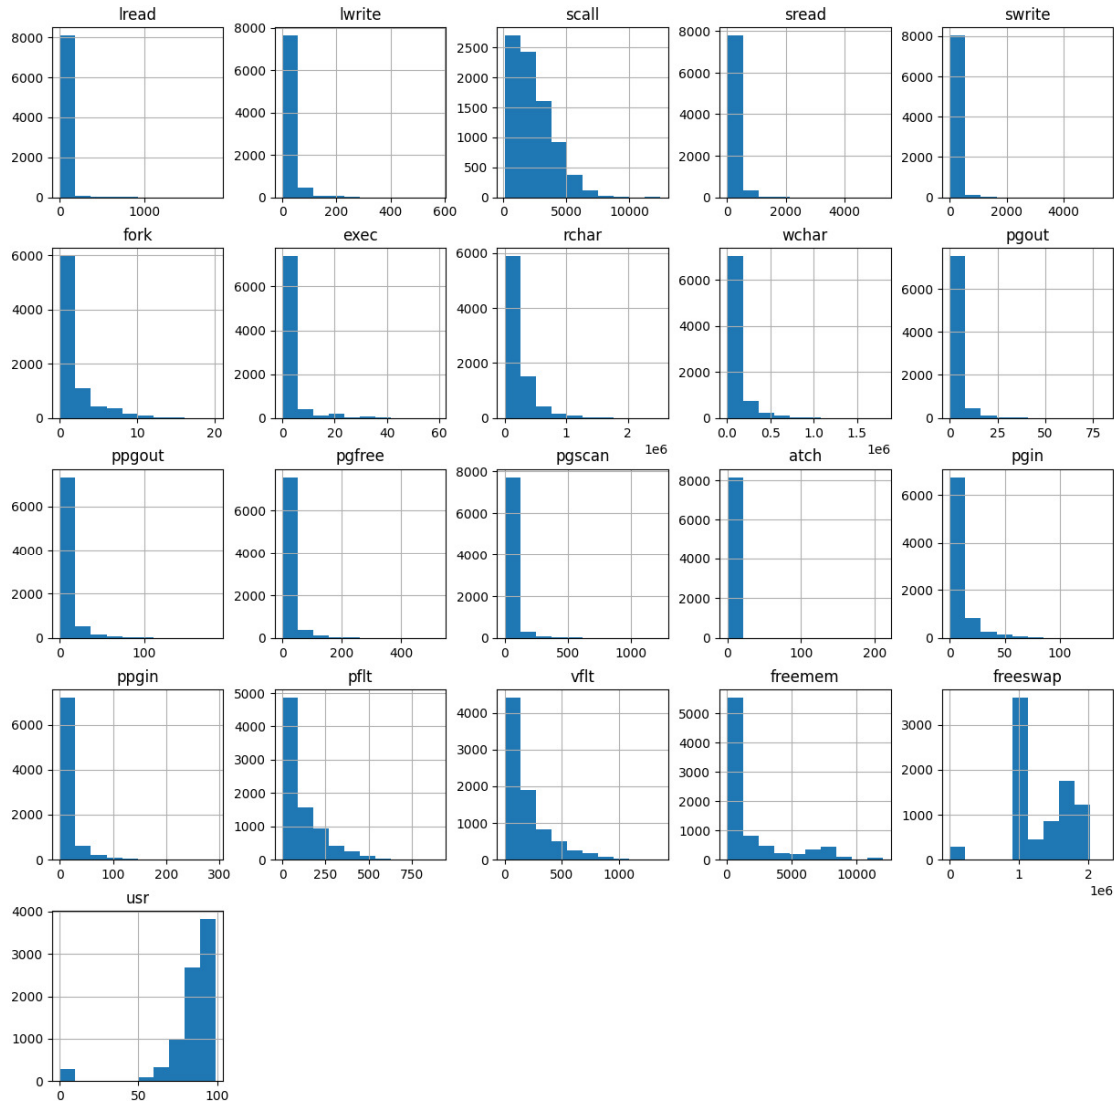 lread lwrite scall sread swrite
8000 6000 4000 2000 0 0 1000
8000 6000 4000 2000 0 0 200 400 600
2500 2000 1500 1000 500 0 0 5000 10000
8000 6000 4000 2000 0 0 2000 4000
8000 6000 4000 2000 0 0 2000 4000
fork exec rchar wchar pgout
6000 4000 2000 0 0 10 20
6000 4000 2000 0 0 20 40 60
6000 4000 2000 0 0 1 2 1e6
6000 4000 2000 0 0.0 0.5 1.0 1.5 1e6
6000 4000 2000 0 0 25 50 75
ppgout pgfree pgscan atch pgin
6000 4000 2000 0 0 100
6000 4000 2000 0 0 200 400
8000 6000 4000 2000 0 0 500 1000
8000 6000 4000 2000 0 0 100 200
6000 4000 2000 0 0 50 100
ppgin pflt vflt freemem freeswap
6000 4000 2000 0 0 100 200 300
5000 4000 3000 2000 1000 0 0 250 500 750
4000 3000 2000 1000 0 0 500 1000
5000 4000 3000 2000 1000 0 0 5000 10000
3000 2000 1000 0 0 1 2 1e6
usr
4000 3000 2000 1000 0 0 50 100